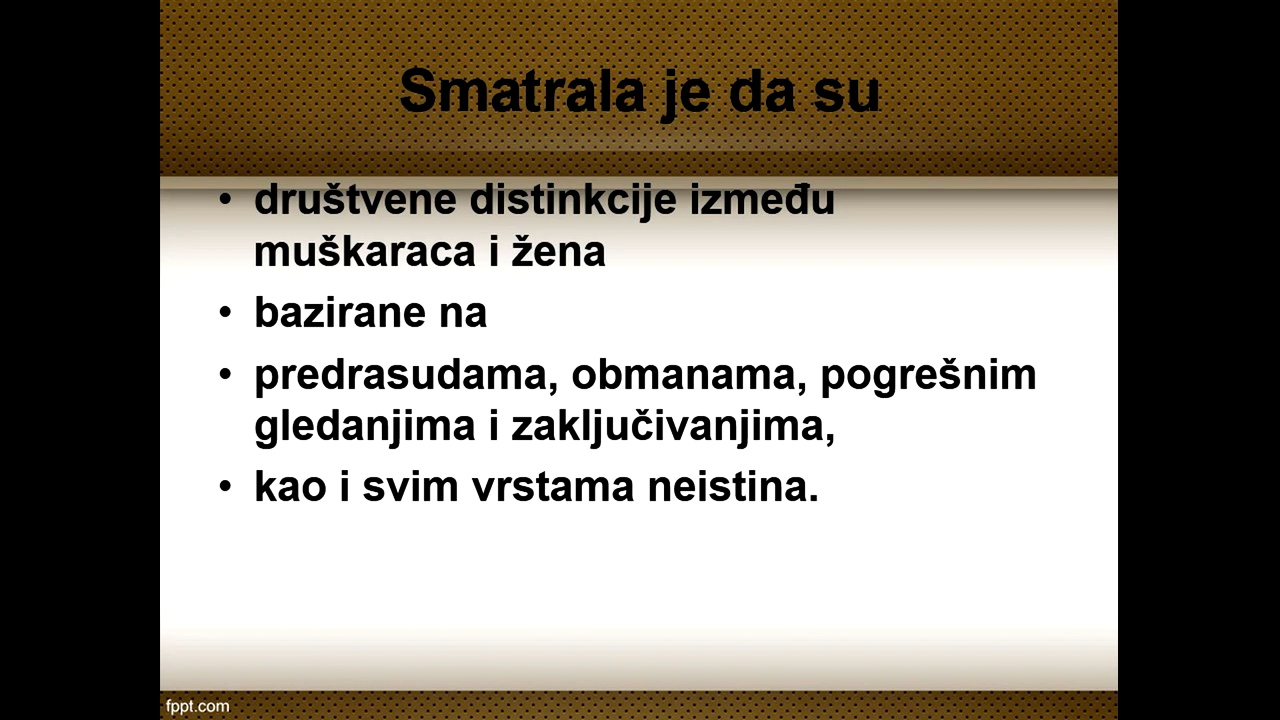 Smatrala je da su
• društvene distinkcije između
muškaraca i žena
• bazirane na
• predrasudama, obmanama, pogrešnim
gledanjima i zaključivanjima,
• kao i svim vrstama neistina.
fppt.com